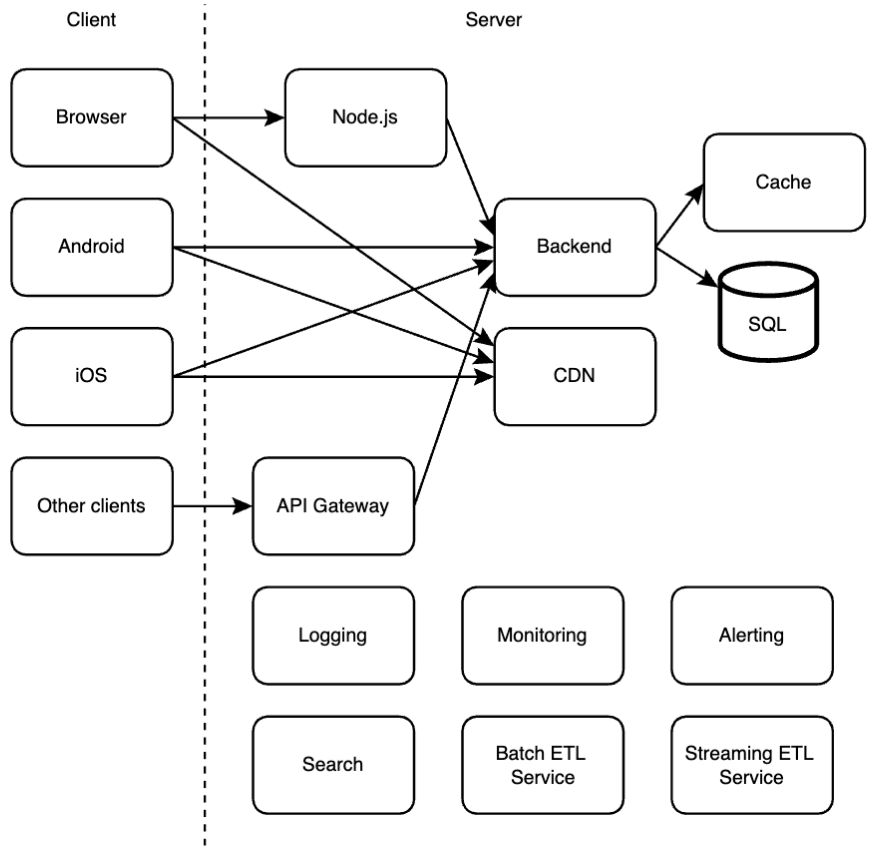 Client
Server
Browser
Node.js
Cache
Android
Backend
SQL
iOS
CDN
Other clients
API Gateway
Logging
Monitoring
Alerting
Search
Batch ETL
Service
Streaming ETL
Service